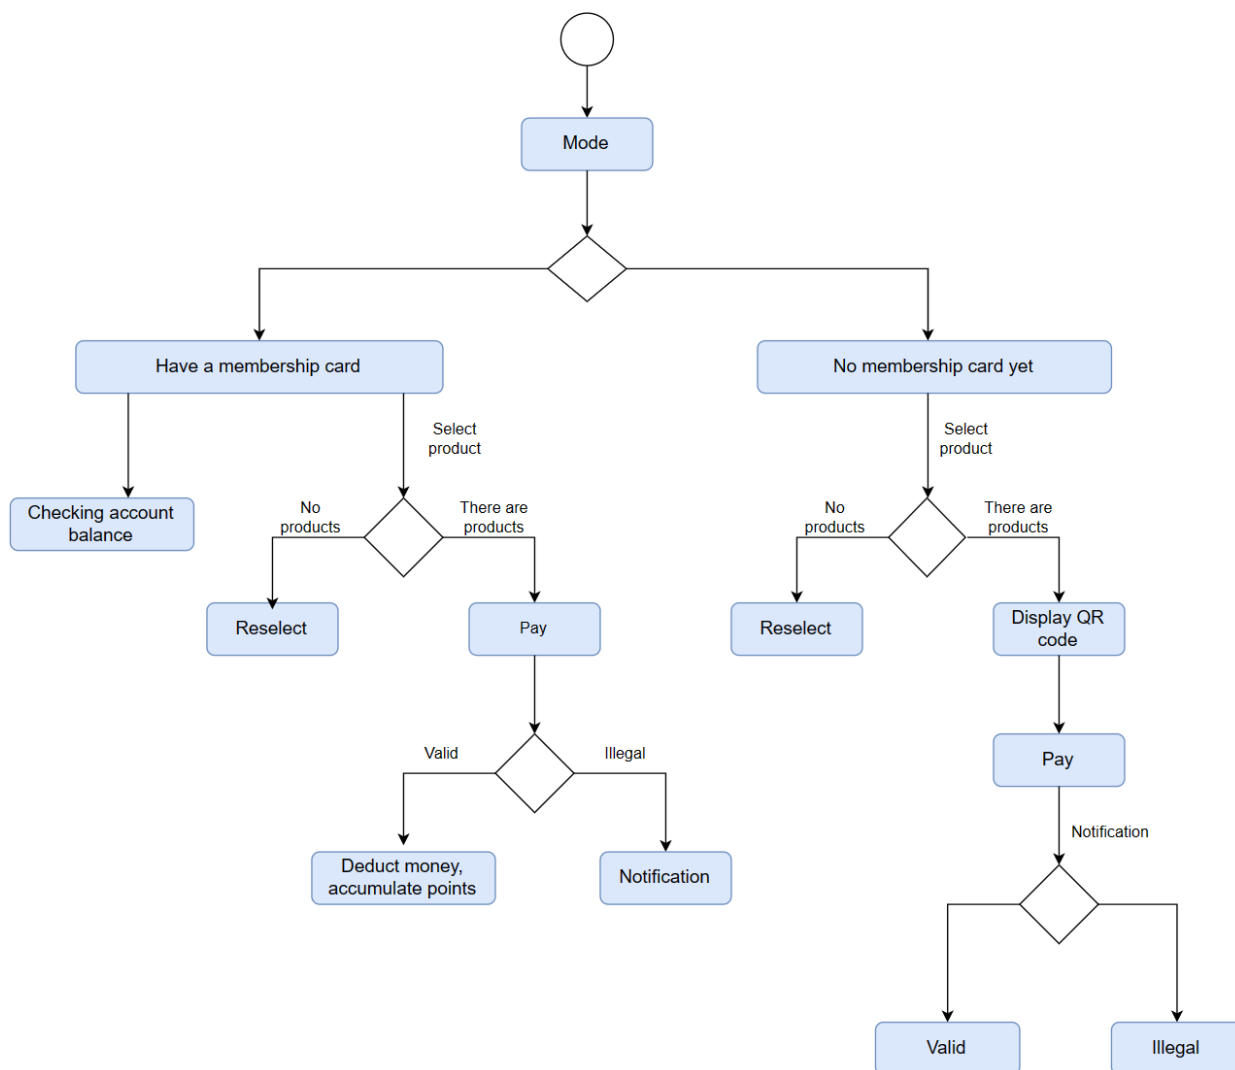 Mode
Have a membership card
No membership card yet
Select
product
Select
product
Checking account
balance
No
products
There are
products
No
products
There are
products
Reselect
Pay
Reselect
Display QR
code
Valid
Illegal
Pay
Notification
Deduct money,
accumulate points
Notification
Valid
Illegal